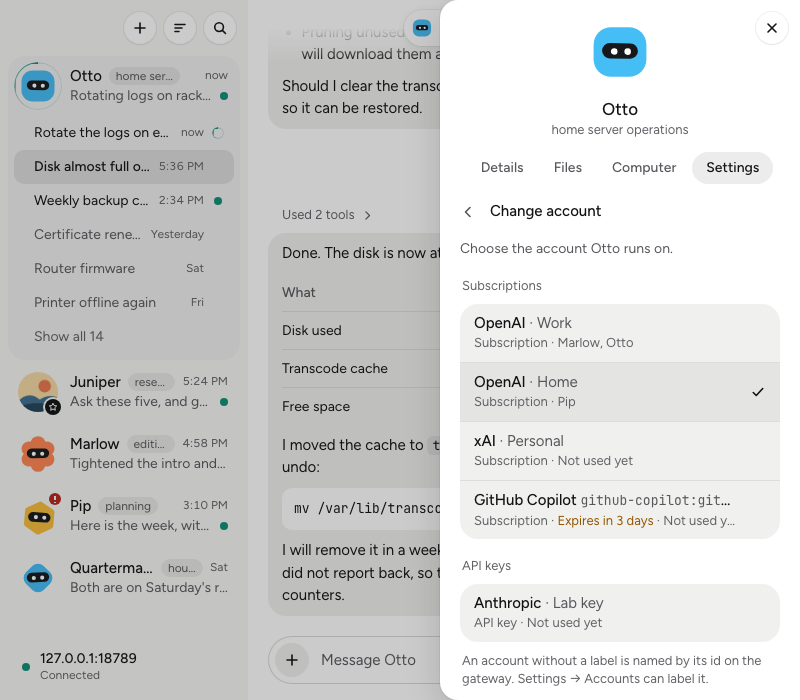 Otto home ser... now
Rotating logs on rack...
Rotate the logs on e... now
Disk almost full o... 5:36 PM
Weekly backup c... 2:34 PM
Certificate rene... Yesterday
Router firmware Sat
Printer offline again Fri
Show all 14
Juniper rese... 5:24 PM
Ask these five, and g...
Marlow editi... 4:58 PM
Tightened the intro and...
Pip planning 3:10 PM
Here is the week, wit...
Quarterma... hou... Sat
Both are on Saturday's r...
127.0.0.1:18789
Connected
Pruning unused
will download them a
Should I clear the transc
so it can be restored.
Used 2 tools
Done. The disk is now at
What
Disk used
Transcode cache
Free space
I moved the cache to t
undo:
mv /var/lib/transco
I will remove it in a week
did not report back, so t
counters.
Message Otto
Otto
home server operations
Details Files Computer Settings
Change account
Choose the account Otto runs on.
Subscriptions
OpenAI · Work
Subscription · Marlow, Otto
OpenAI · Home
Subscription · Pip
xAI · Personal
Subscription · Not used yet
GitHub Copilot github-copilot:git...
Subscription · Expires in 3 days · Not used y...
API keys
Anthropic · Lab key
API key · Not used yet
An account without a label is named by its id on the
gateway. Settings → Accounts can label it.